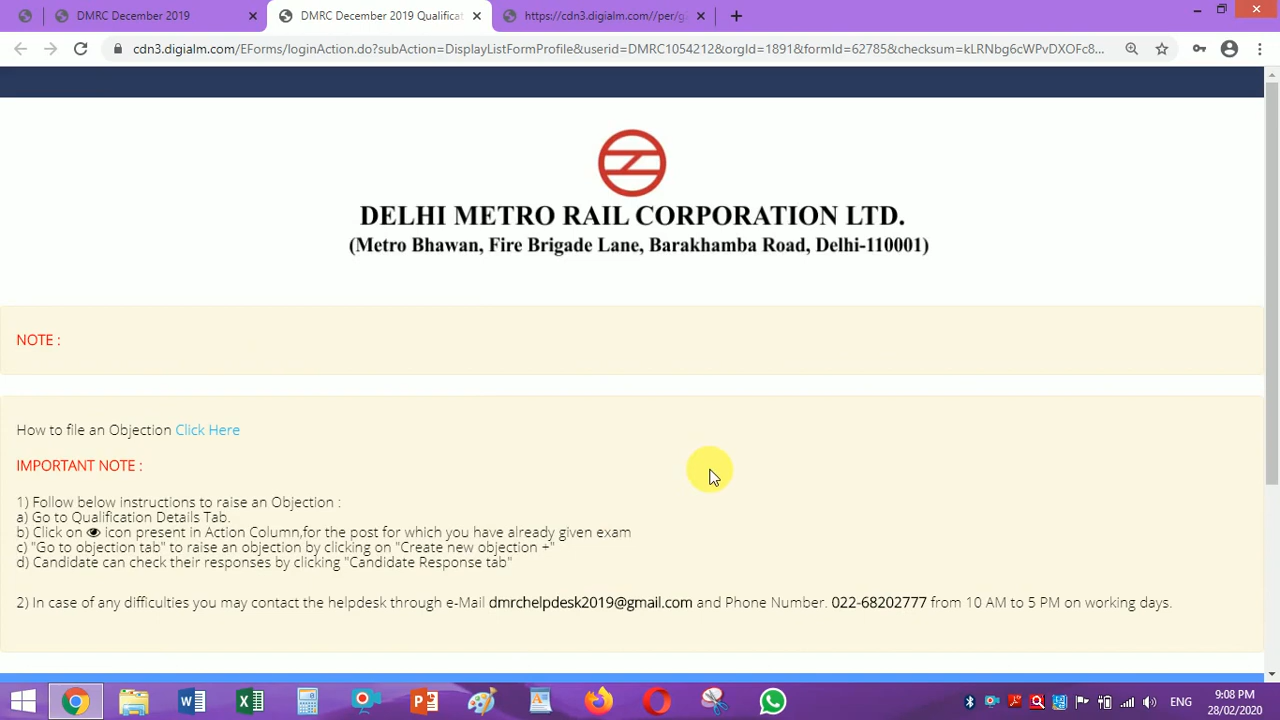 DMRC December 2019
DMRC December 2019 Qualificat
https://cdn3.digialm.com//per/g
cdn3.digialm.com/EForms/loginAction.do?subAction=DisplayListFormProfile&userid=DMRC1054212&orgId=1891&formId=62785&checksum=kLRNbg6cWPvDXOFc8...
DELHI METRO RAIL CORPORATION LTD.
(Metro Bhawan, Fire Brigade Lane, Barakhamba Road, Delhi-110001)
NOTE :
How to file an Objection Click Here
IMPORTANT NOTE :
1) Follow below instructions to raise an Objection :
a) Go to Qualification Details Tab.
b) Click on icon present in Action Column,for the post for which you have already given exam
c) "Go to objection tab" to raise an objection by clicking on "Create new objection +"
d) Candidate can check their responses by clicking "Candidate Response tab"
2) In case of any difficulties you may contact the helpdesk through e-Mail dmrchelpdesk2019@gmail.com and Phone Number. 022-68202777 from 10 AM to 5 PM on working days.
ENG
9:08 PM
28/02/2020